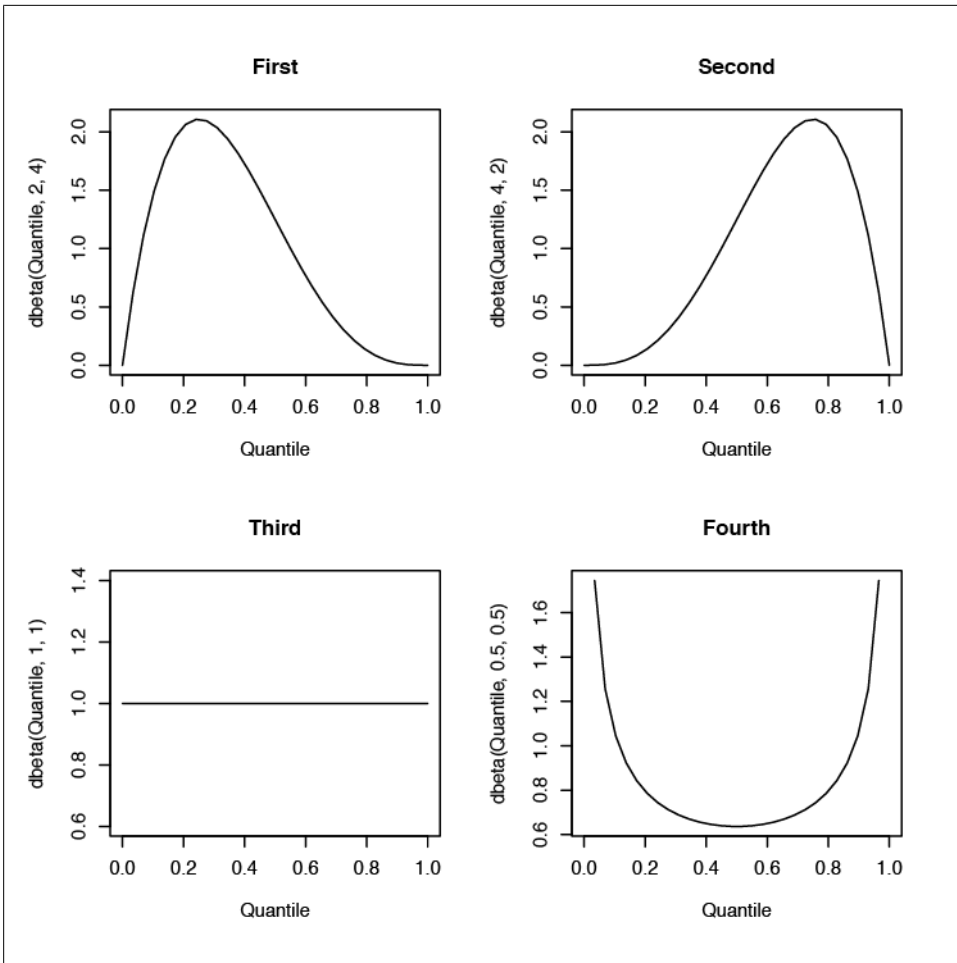 First
dbeta(Quantile, 2, 4)
2.0
1.5
1.0
0.5
0.0
0.0 0.2 0.4 0.6 0.8 1.0
Quantile
Second
dbeta(Quantile, 4, 2)
2.0
1.5
1.0
0.5
0.0
0.0 0.2 0.4 0.6 0.8 1.0
Quantile
Third
dbeta(Quantile, 1, 1)
1.4
1.2
1.0
0.8
0.6
0.0 0.2 0.4 0.6 0.8 1.0
Quantile
Fourth
dbeta(Quantile, 0.5, 0.5)
1.6
1.4
1.2
1.0
0.8
0.6
0.0 0.2 0.4 0.6 0.8 1.0
Quantile